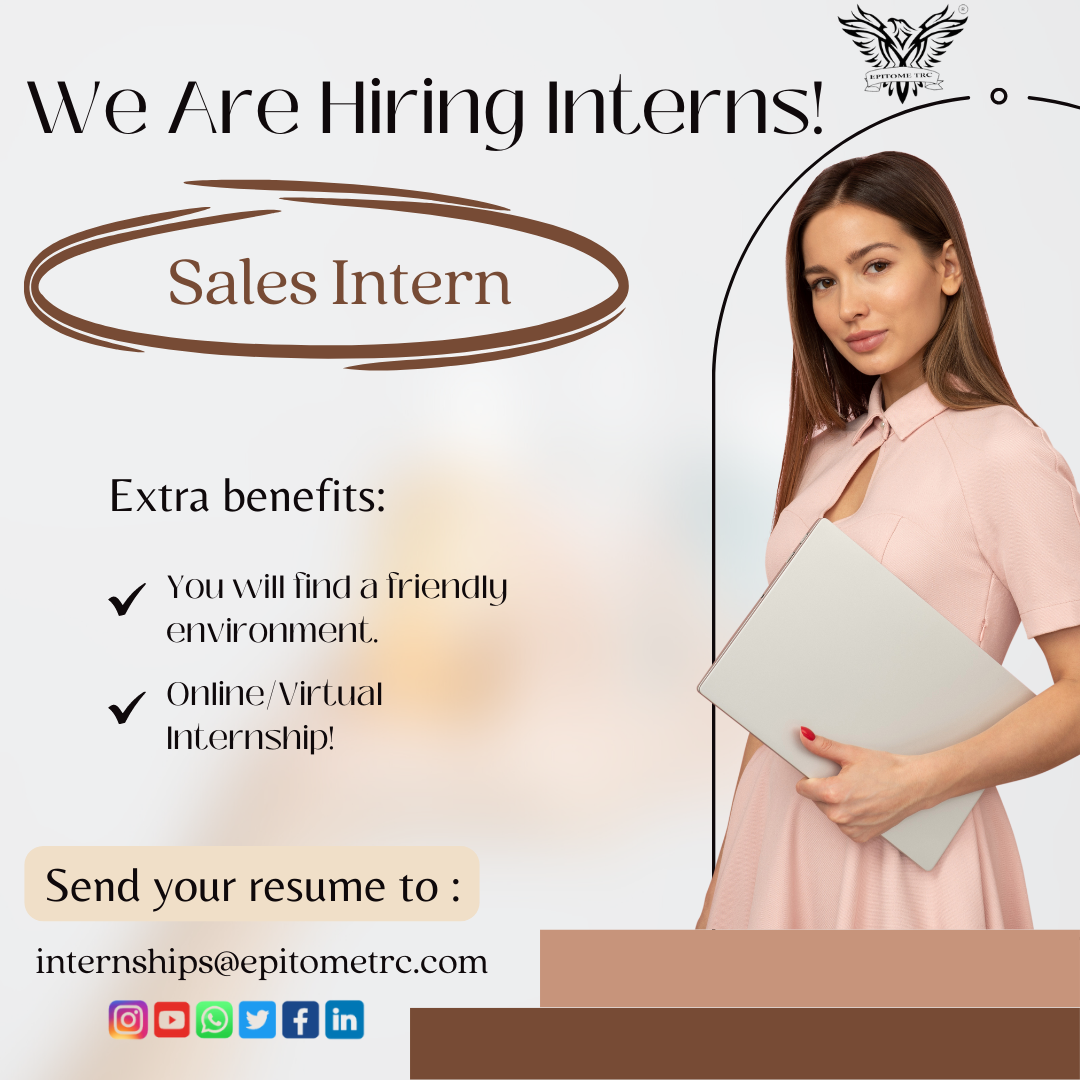 EPITOME TRC
®
We Are Hiring Interns!
Sales Intern
Extra benefits:
You will find a friendly
environment.
Online/Virtual
Internship!
Send your resume to :
internships@epitometrc.com